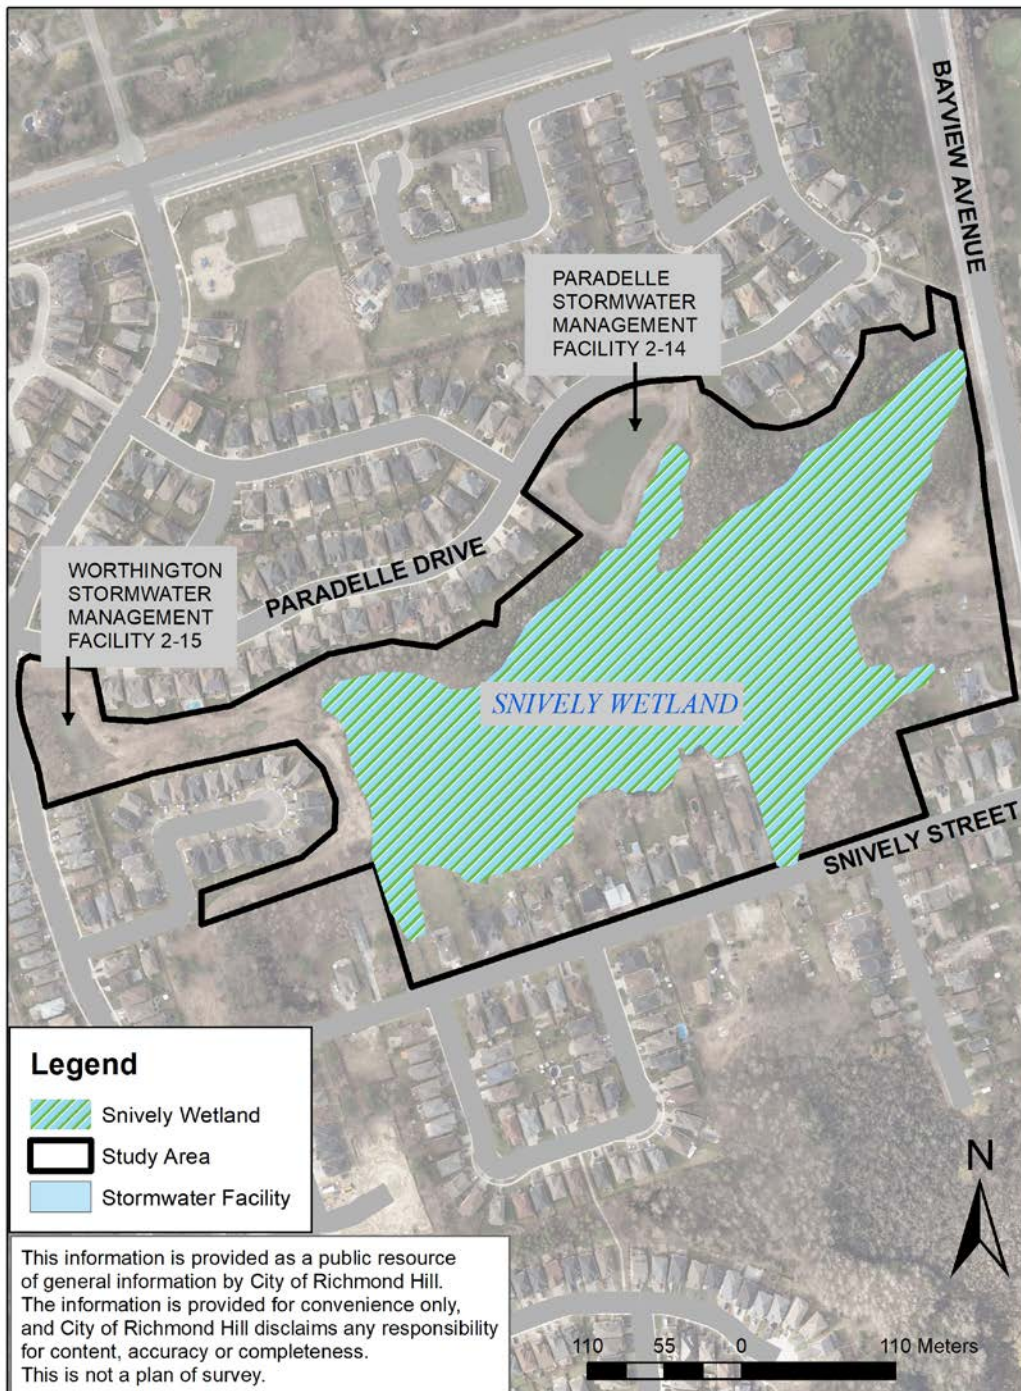 BAYVIEW AVENUE
PARADELLE
STORMWATER
MANAGEMENT
FACILITY 2-14
PARADELLE DRIVE
WORTHINGTON
STORMWATER
MANAGEMENT
FACILITY 2-15
SNIVELY WETLAND
SNIVELY STREET
Legend
Snively Wetland
Study Area
Stormwater Facility
N
This information is provided as a public resource
of general information by City of Richmond Hill.
The information is provided for convenience only,
and City of Richmond Hill disclaims any responsibility
for content, accuracy or completeness.
This is not a plan of survey.
110 55 0 110 Meters